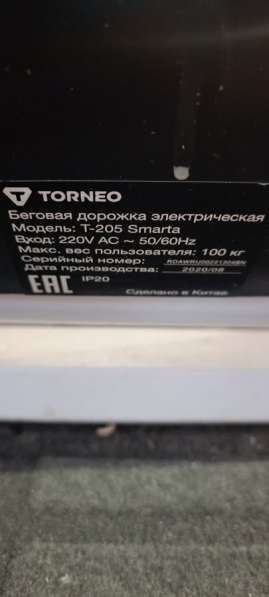 TORNEO
Беговая дорожка электрическая
Модель: T-205 Smarta
Вход: 220V AC ~ 50/60Hz
Макс. вес пользователя: 100 кг
Серийный номер:
Дата производства: 2020/08
EAC IP20
Сделано в Китае